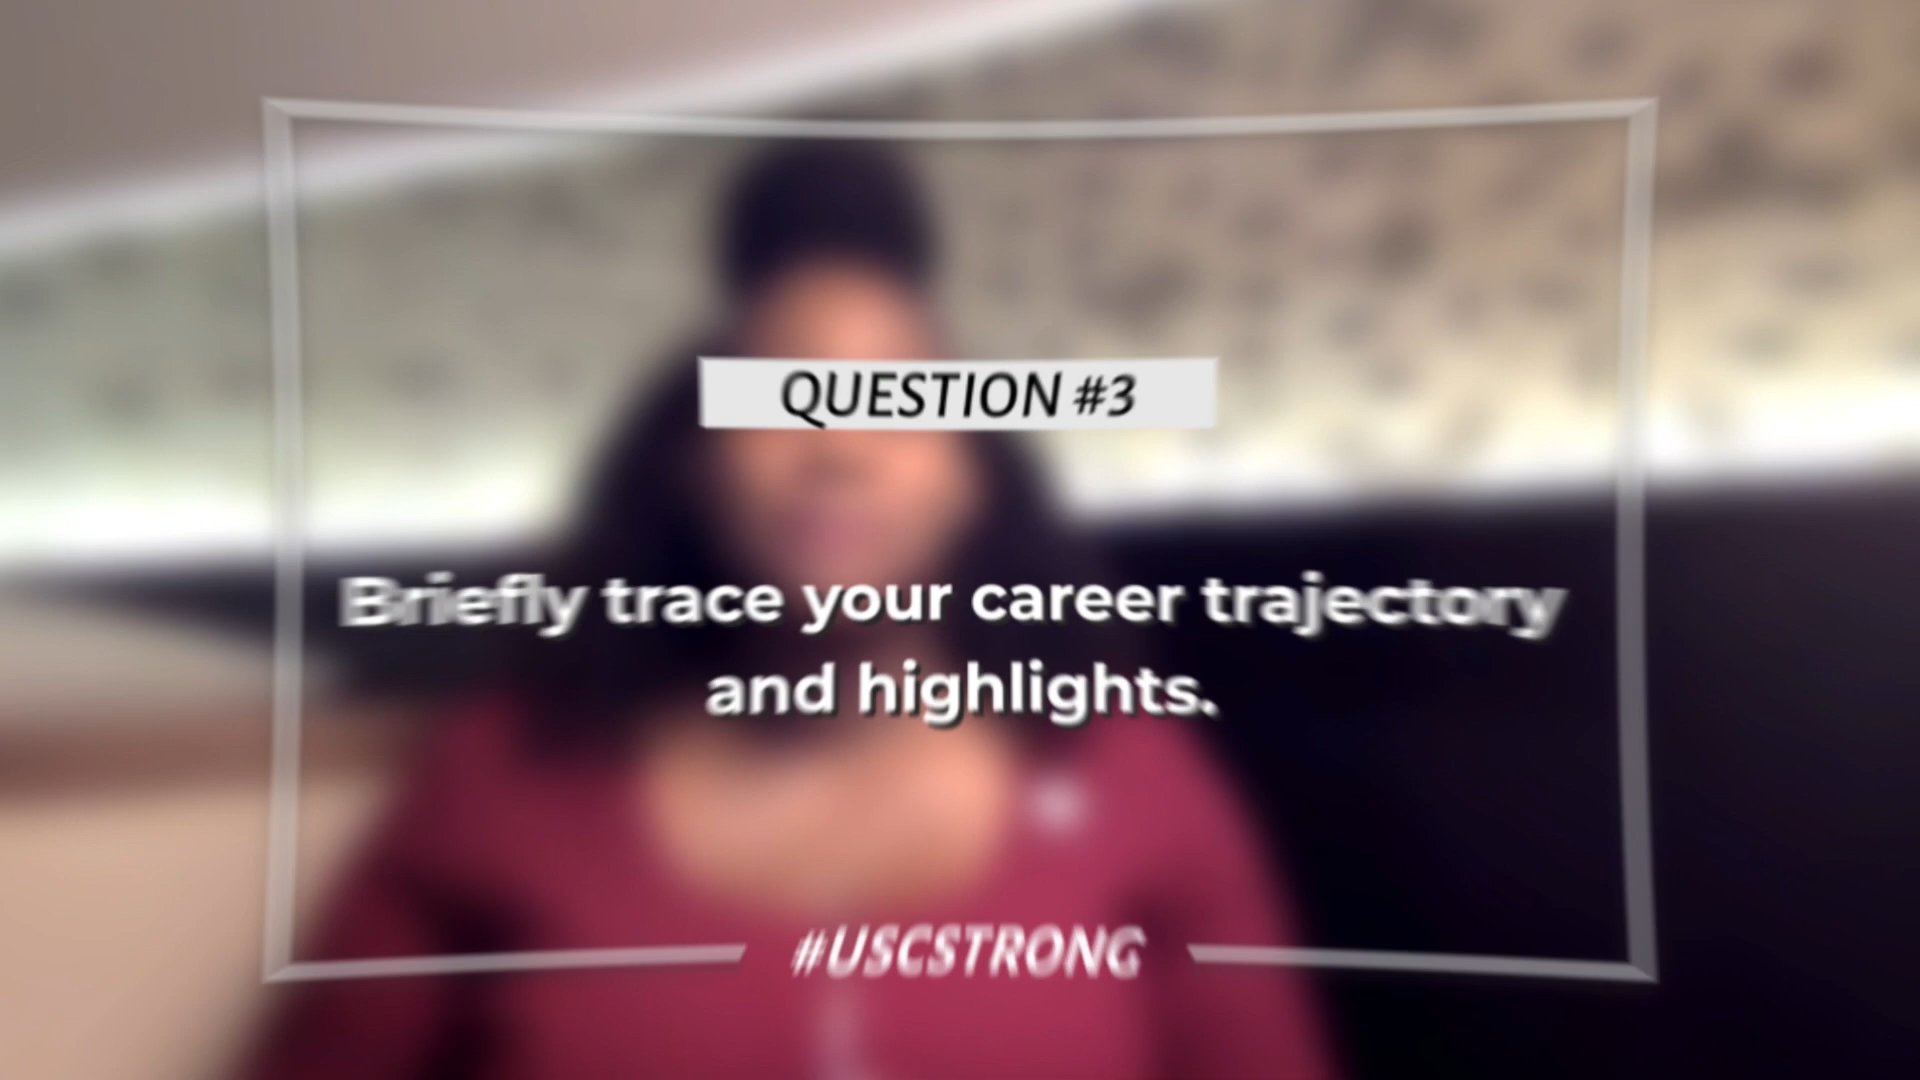 QUESTION #3
Briefly trace your career trajectory
and highlights.
#USCSTRONG